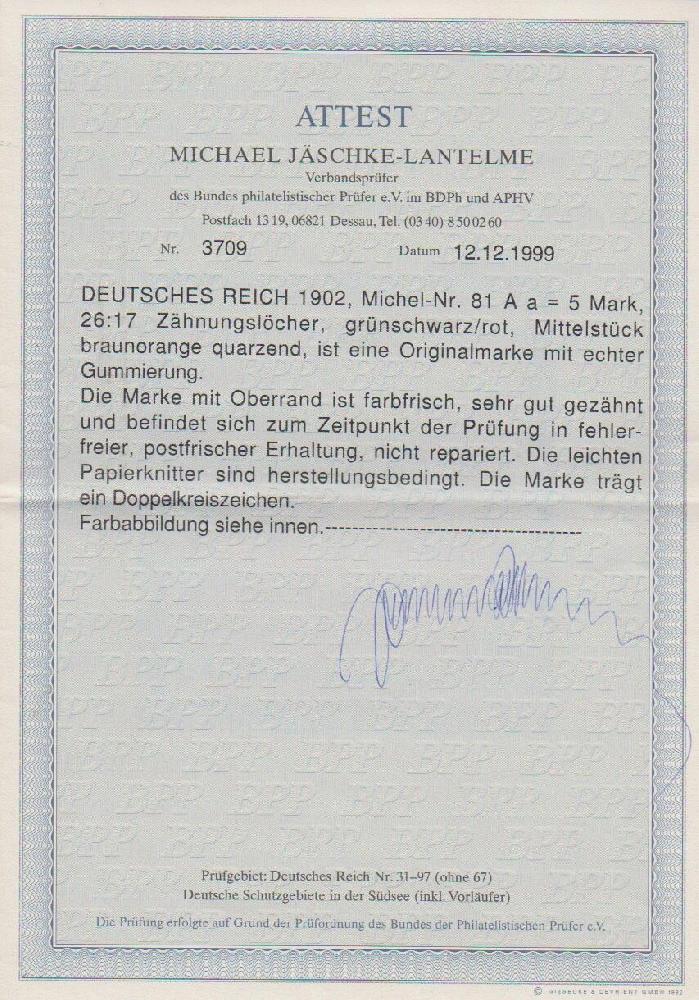 ATTEST
MICHAEL JÄSCHKE-LANTELME
Verbandsprüfer
des Bundes philatelistischer Prüfer e.V. im BDPh und APHV
Postfach 13 19, 06821 Dessau, Tel. (03 40) 8 50 02 60
Nr. 3709 Datum 12.12.1999
DEUTSCHES REICH 1902, Michel-Nr. 81 A a = 5 Mark,
26:17 Zähnungslöcher, grünschwarz/rot, Mittelstück
braunorange quarzend, ist eine Originalmarke mit echter
Gummierung.
Die Marke mit Oberrand ist farbfrisch, sehr gut gezähnt
und befindet sich zum Zeitpunkt der Prüfung in fehler-
freier, postfrischer Erhaltung, nicht repariert. Die leichten
Papierknitter sind herstellungsbedingt. Die Marke trägt
ein Doppelkreiszeichen.
Farbabbildung siehe innen.---------------------------------------
Prüfgebiet: Deutsches Reich Nr. 31–97 (ohne 67)
Deutsche Schutzgebiete in der Südsee (inkl. Vorläufer)
Die Prüfung erfolgte auf Grund der Prüfordnung des Bundes der Philatelistischen Prüfer e.V.